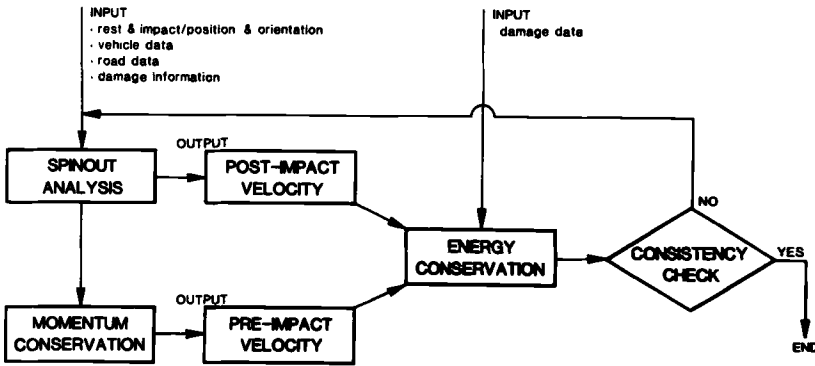 INPUT
· rest & impact/position & orientation
· vehicle data
· road data
· damage information
INPUT
damage data
SPINOUT
ANALYSIS
OUTPUT
POST-IMPACT
VELOCITY
ENERGY
CONSERVATION
NO
CONSISTENCY
CHECK
YES
MOMENTUM
CONSERVATION
OUTPUT
PRE-IMPACT
VELOCITY
END